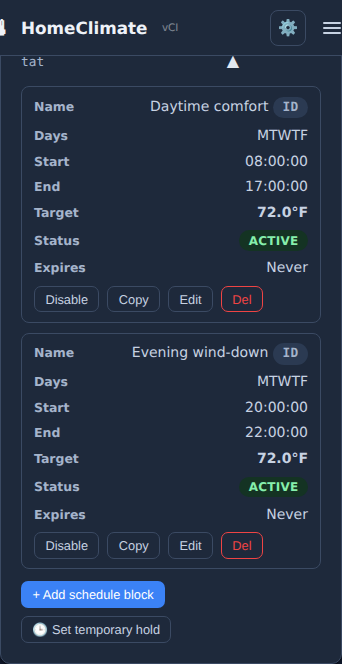 HomeClimate vCI
tat
Name Daytime comfort ID
Days MTWTF
Start 08:00:00
End 17:00:00
Target 72.0°F
Status ACTIVE
Expires Never
Disable Copy Edit Del
Name Evening wind-down ID
Days MTWTF
Start 20:00:00
End 22:00:00
Target 72.0°F
Status ACTIVE
Expires Never
Disable Copy Edit Del
+ Add schedule block
Set temporary hold